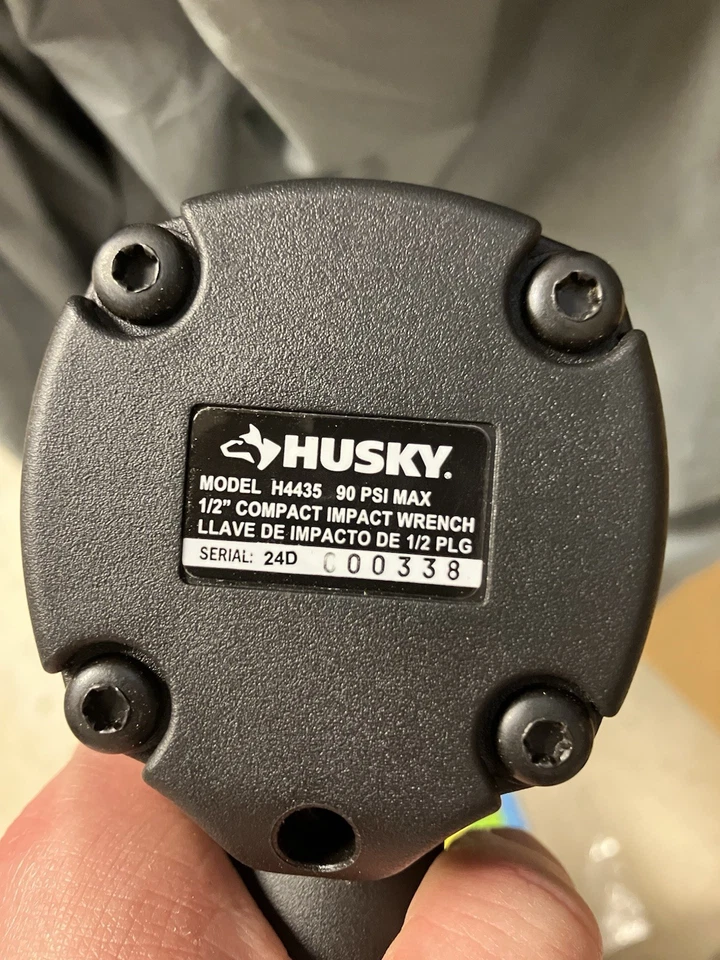 HUSKY.
MODEL H4435 90 PSI MAX
1/2" COMPACT IMPACT WRENCH
LLAVE DE IMPACTO DE 1/2 PLG
SERIAL: 24D 000338